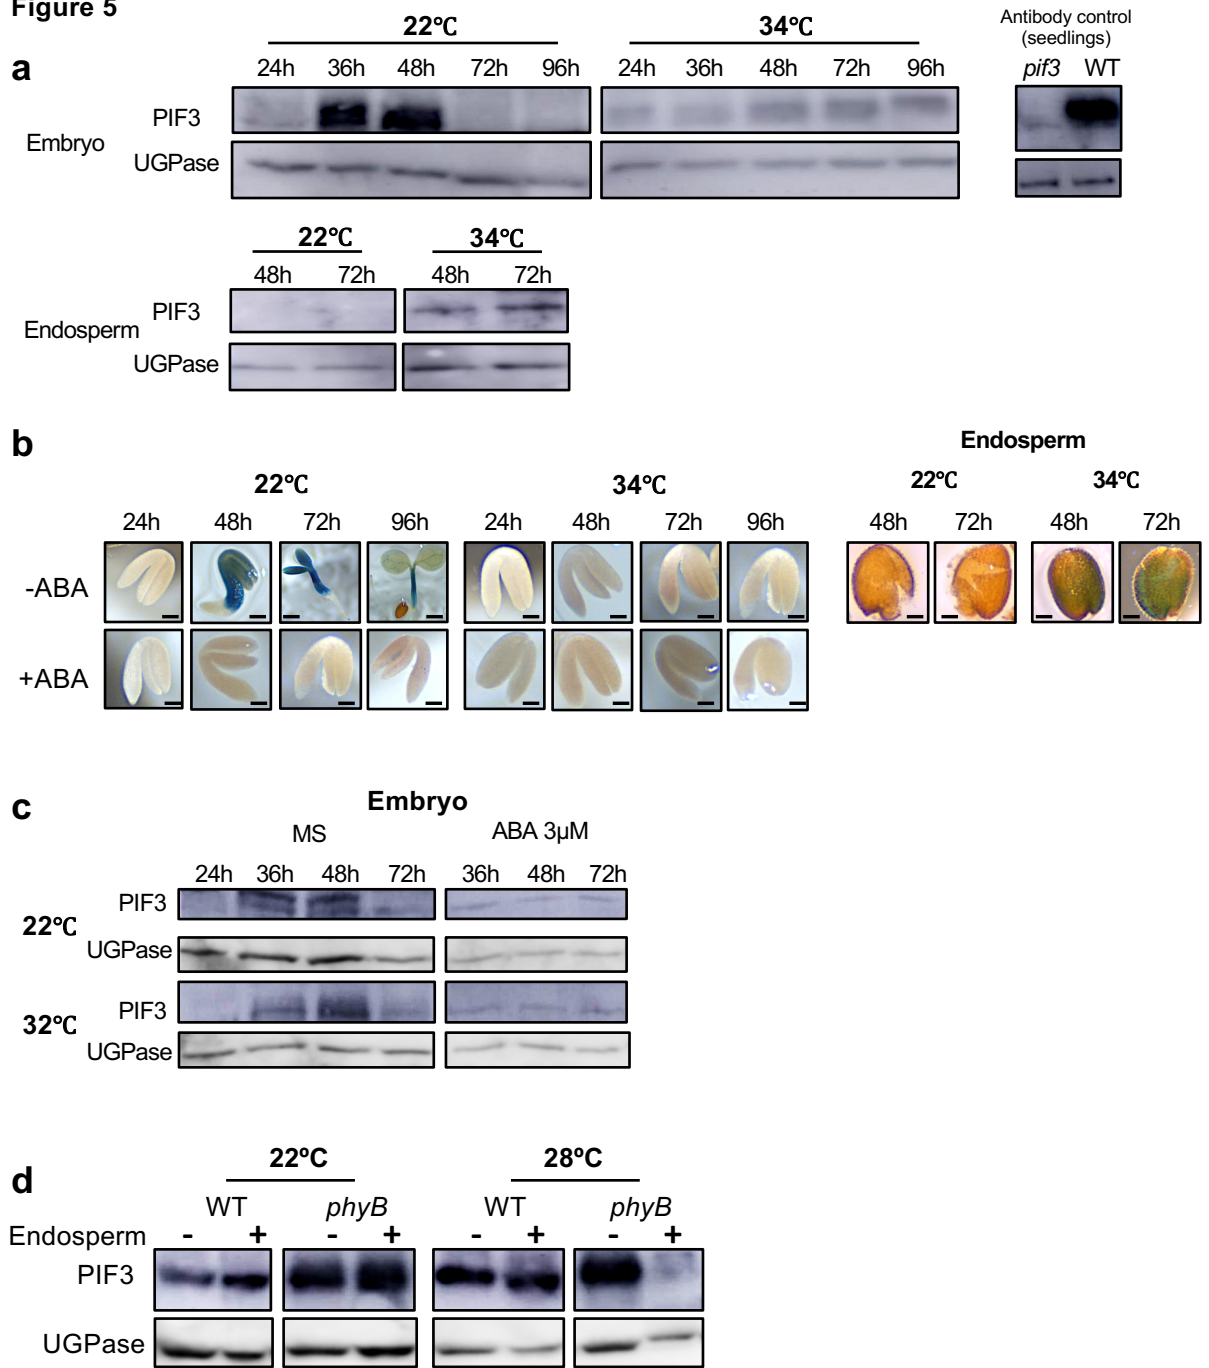 Figure 5
22℃ 34℃ Antibody control
(seedlings)
a 24h 36h 48h 72h 96h 24h 36h 48h 72h 96h pif3 WT
PIF3
Embryo
UGPase
22℃ 34℃
48h 72h 48h 72h
PIF3
Endosperm
UGPase
b Endosperm
22℃ 34℃ 22℃ 34℃
24h 48h 72h 96h 24h 48h 72h 96h 48h 72h 48h 72h
-ABA
+ABA
c Embryo
MS ABA 3µM
24h 36h 48h 72h 36h 48h 72h
PIF3
22℃
UGPase
PIF3
32℃
UGPase
22ºC 28ºC
d
WT phyB WT phyB
Endosperm - + - + - + - +
PIF3
UGPase